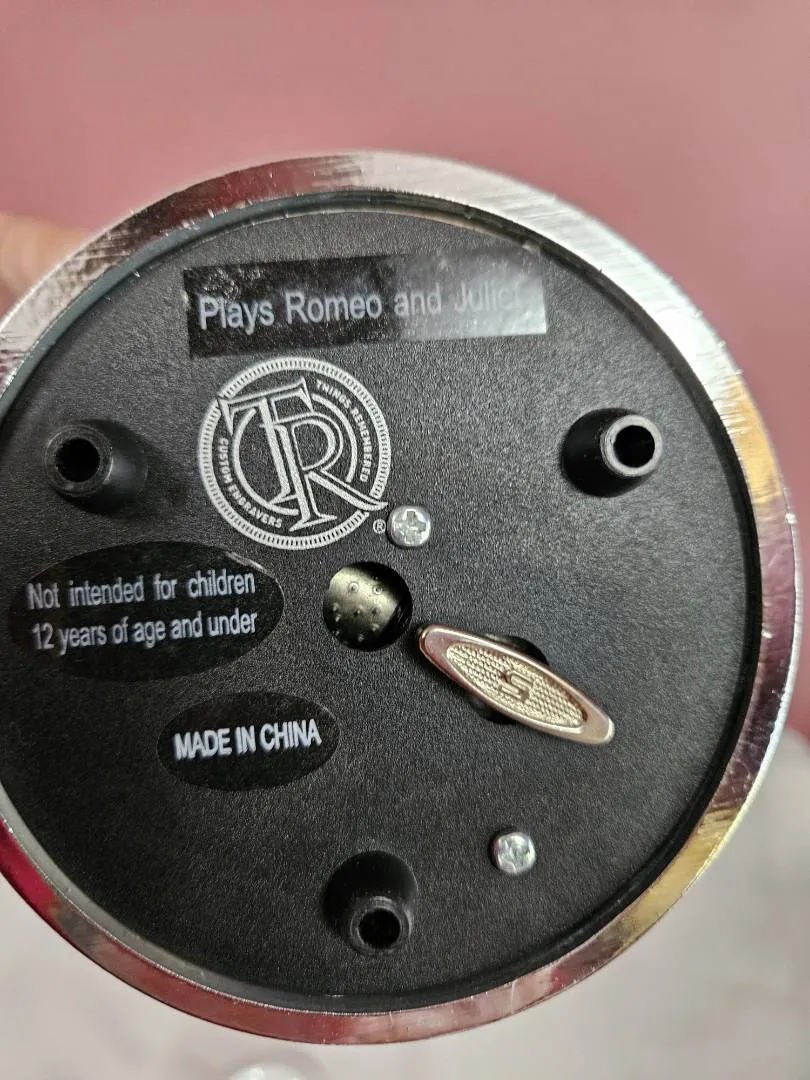 Plays Romeo and Juliet
THINGS REMEMBERED
TR
CUSTOM ENGRAVERS
®
Not intended for children
12 years of age and under
S
MADE IN CHINA